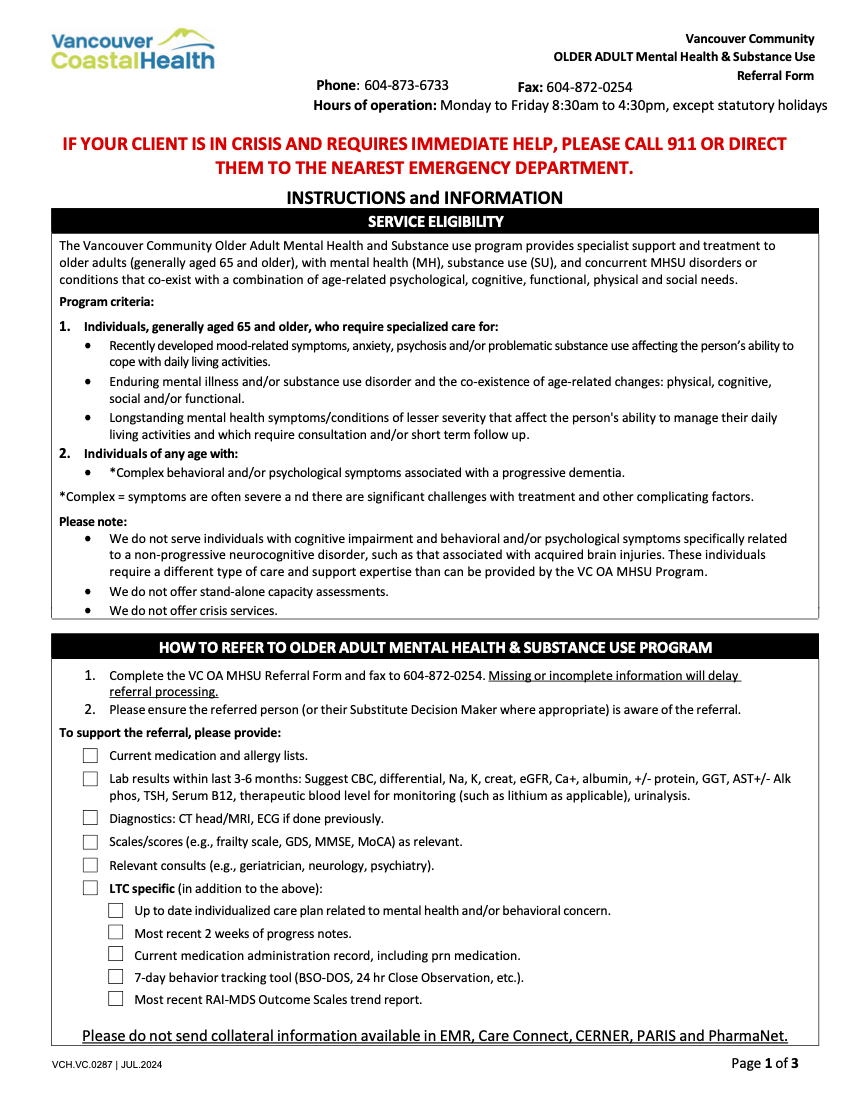 Vancouver
CoastalHealth
Vancouver Community
OLDER ADULT Mental Health & Substance Use
Referral Form
Phone: 604-873-6733 Fax: 604-872-0254
Hours of operation: Monday to Friday 8:30am to 4:30pm, except statutory holidays
IF YOUR CLIENT IS IN CRISIS AND REQUIRES IMMEDIATE HELP, PLEASE CALL 911 OR DIRECT
THEM TO THE NEAREST EMERGENCY DEPARTMENT.
INSTRUCTIONS and INFORMATION
SERVICE ELIGIBILITY
The Vancouver Community Older Adult Mental Health and Substance use program provides specialist support and treatment to
older adults (generally aged 65 and older), with mental health (MH), substance use (SU), and concurrent MHSU disorders or
conditions that co-exist with a combination of age-related psychological, cognitive, functional, physical and social needs.
Program criteria:
1. Individuals, generally aged 65 and older, who require specialized care for:
• Recently developed mood-related symptoms, anxiety, psychosis and/or problematic substance use affecting the person's ability to
cope with daily living activities.
• Enduring mental illness and/or substance use disorder and the co-existence of age-related changes: physical, cognitive,
social and/or functional.
• Longstanding mental health symptoms/conditions of lesser severity that affect the person's ability to manage their daily
living activities and which require consultation and/or short term follow up.
2. Individuals of any age with:
• *Complex behavioral and/or psychological symptoms associated with a progressive dementia.
*Complex = symptoms are often severe a nd there are significant challenges with treatment and other complicating factors.
Please note:
• We do not serve individuals with cognitive impairment and behavioral and/or psychological symptoms specifically related
to a non-progressive neurocognitive disorder, such as that associated with acquired brain injuries. These individuals
require a different type of care and support expertise than can be provided by the VC OA MHSU Program.
• We do not offer stand-alone capacity assessments.
• We do not offer crisis services.
HOW TO REFER TO OLDER ADULT MENTAL HEALTH & SUBSTANCE USE PROGRAM
1. Complete the VC OA MHSU Referral Form and fax to 604-872-0254. Missing or incomplete information will delay
referral processing.
2. Please ensure the referred person (or their Substitute Decision Maker where appropriate) is aware of the referral.
To support the referral, please provide:
Current medication and allergy lists.
Lab results within last 3-6 months: Suggest CBC, differential, Na, K, creat, eGFR, Ca+, albumin, +/- protein, GGT, AST+/- Alk
phos, TSH, Serum B12, therapeutic blood level for monitoring (such as lithium as applicable), urinalysis.
Diagnostics: CT head/MRI, ECG if done previously.
Scales/scores (e.g., frailty scale, GDS, MMSE, MoCA) as relevant.
Relevant consults (e.g., geriatrician, neurology, psychiatry).
LTC specific (in addition to the above):
Up to date individualized care plan related to mental health and/or behavioral concern.
Most recent 2 weeks of progress notes.
Current medication administration record, including prn medication.
7-day behavior tracking tool (BSO-DOS, 24 hr Close Observation, etc.).
Most recent RAI-MDS Outcome Scales trend report.
Please do not send collateral information available in EMR, Care Connect, CERNER, PARIS and PharmaNet.
VCH.VC.0287 | JUL.2024 Page 1 of 3